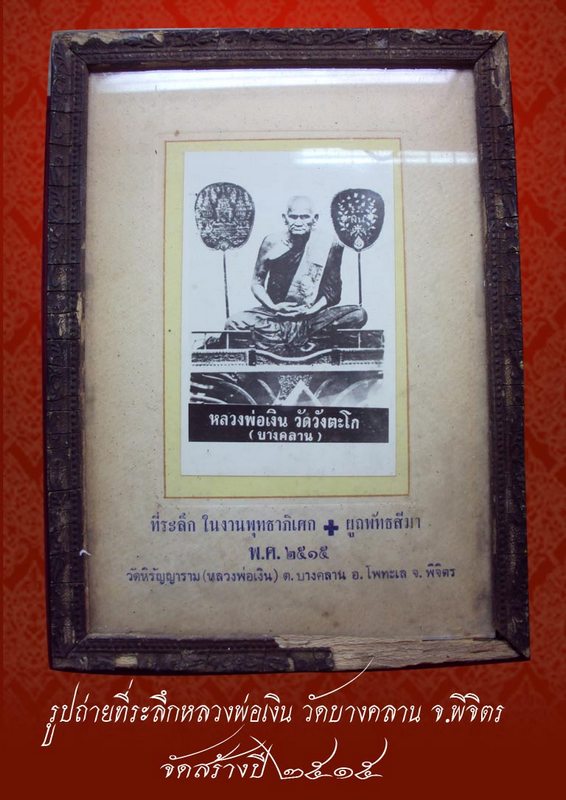 หลวงพ่อเงิน วัดวังตะโก
(บางคลาน)
ที่ระลึก ในงานพุทธาภิเศก + ผูกพัทธสีมา
พ.ศ. ๒๕๑๕
วัดหิรัญญาราม (หลวงพ่อเงิน) ต. บางคลาน อ. โพทะเล จ. พิจิตร
รูปถ่ายที่ระลึกหลวงพ่อเงิน วัดบางคลาน จ.พิจิตร
จัดสร้างปี ๒๕๑๕